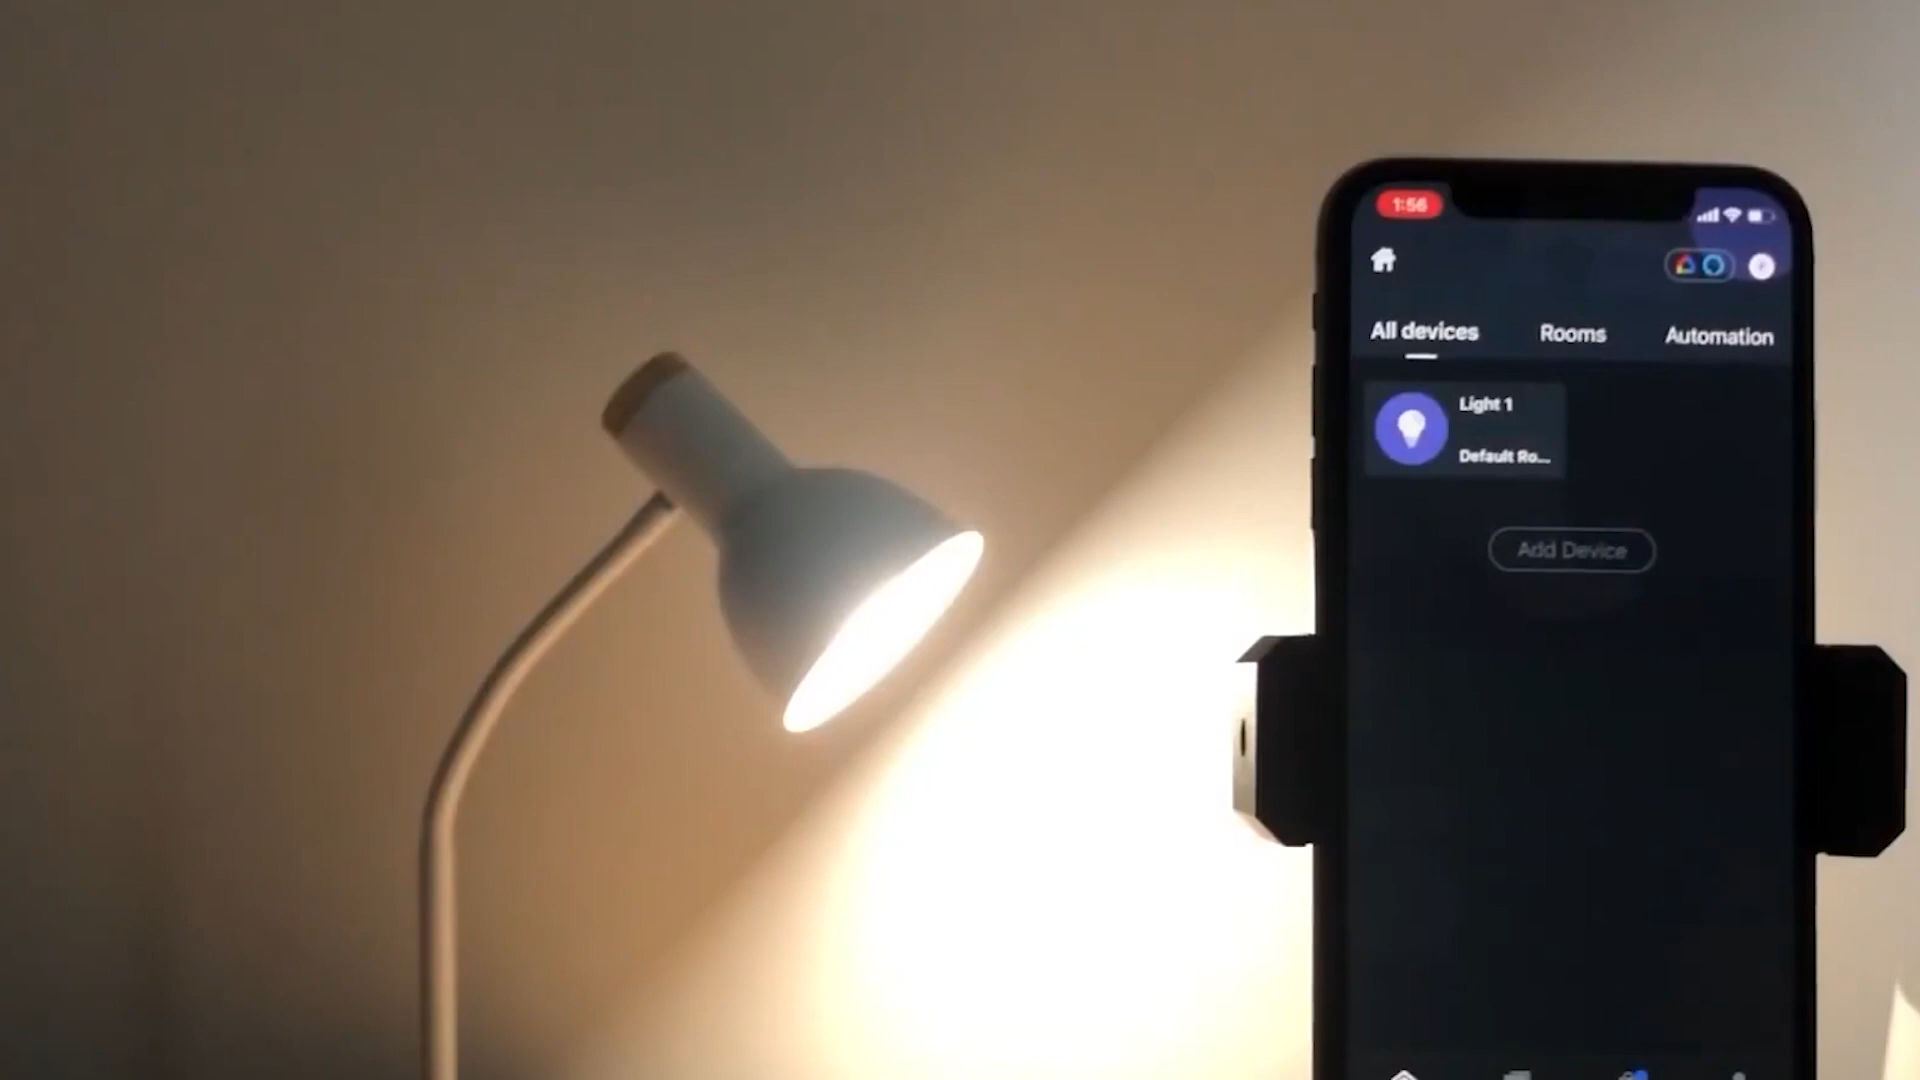 1:56
All devices Rooms Automation
Light 1
Default Ro...
Add Device